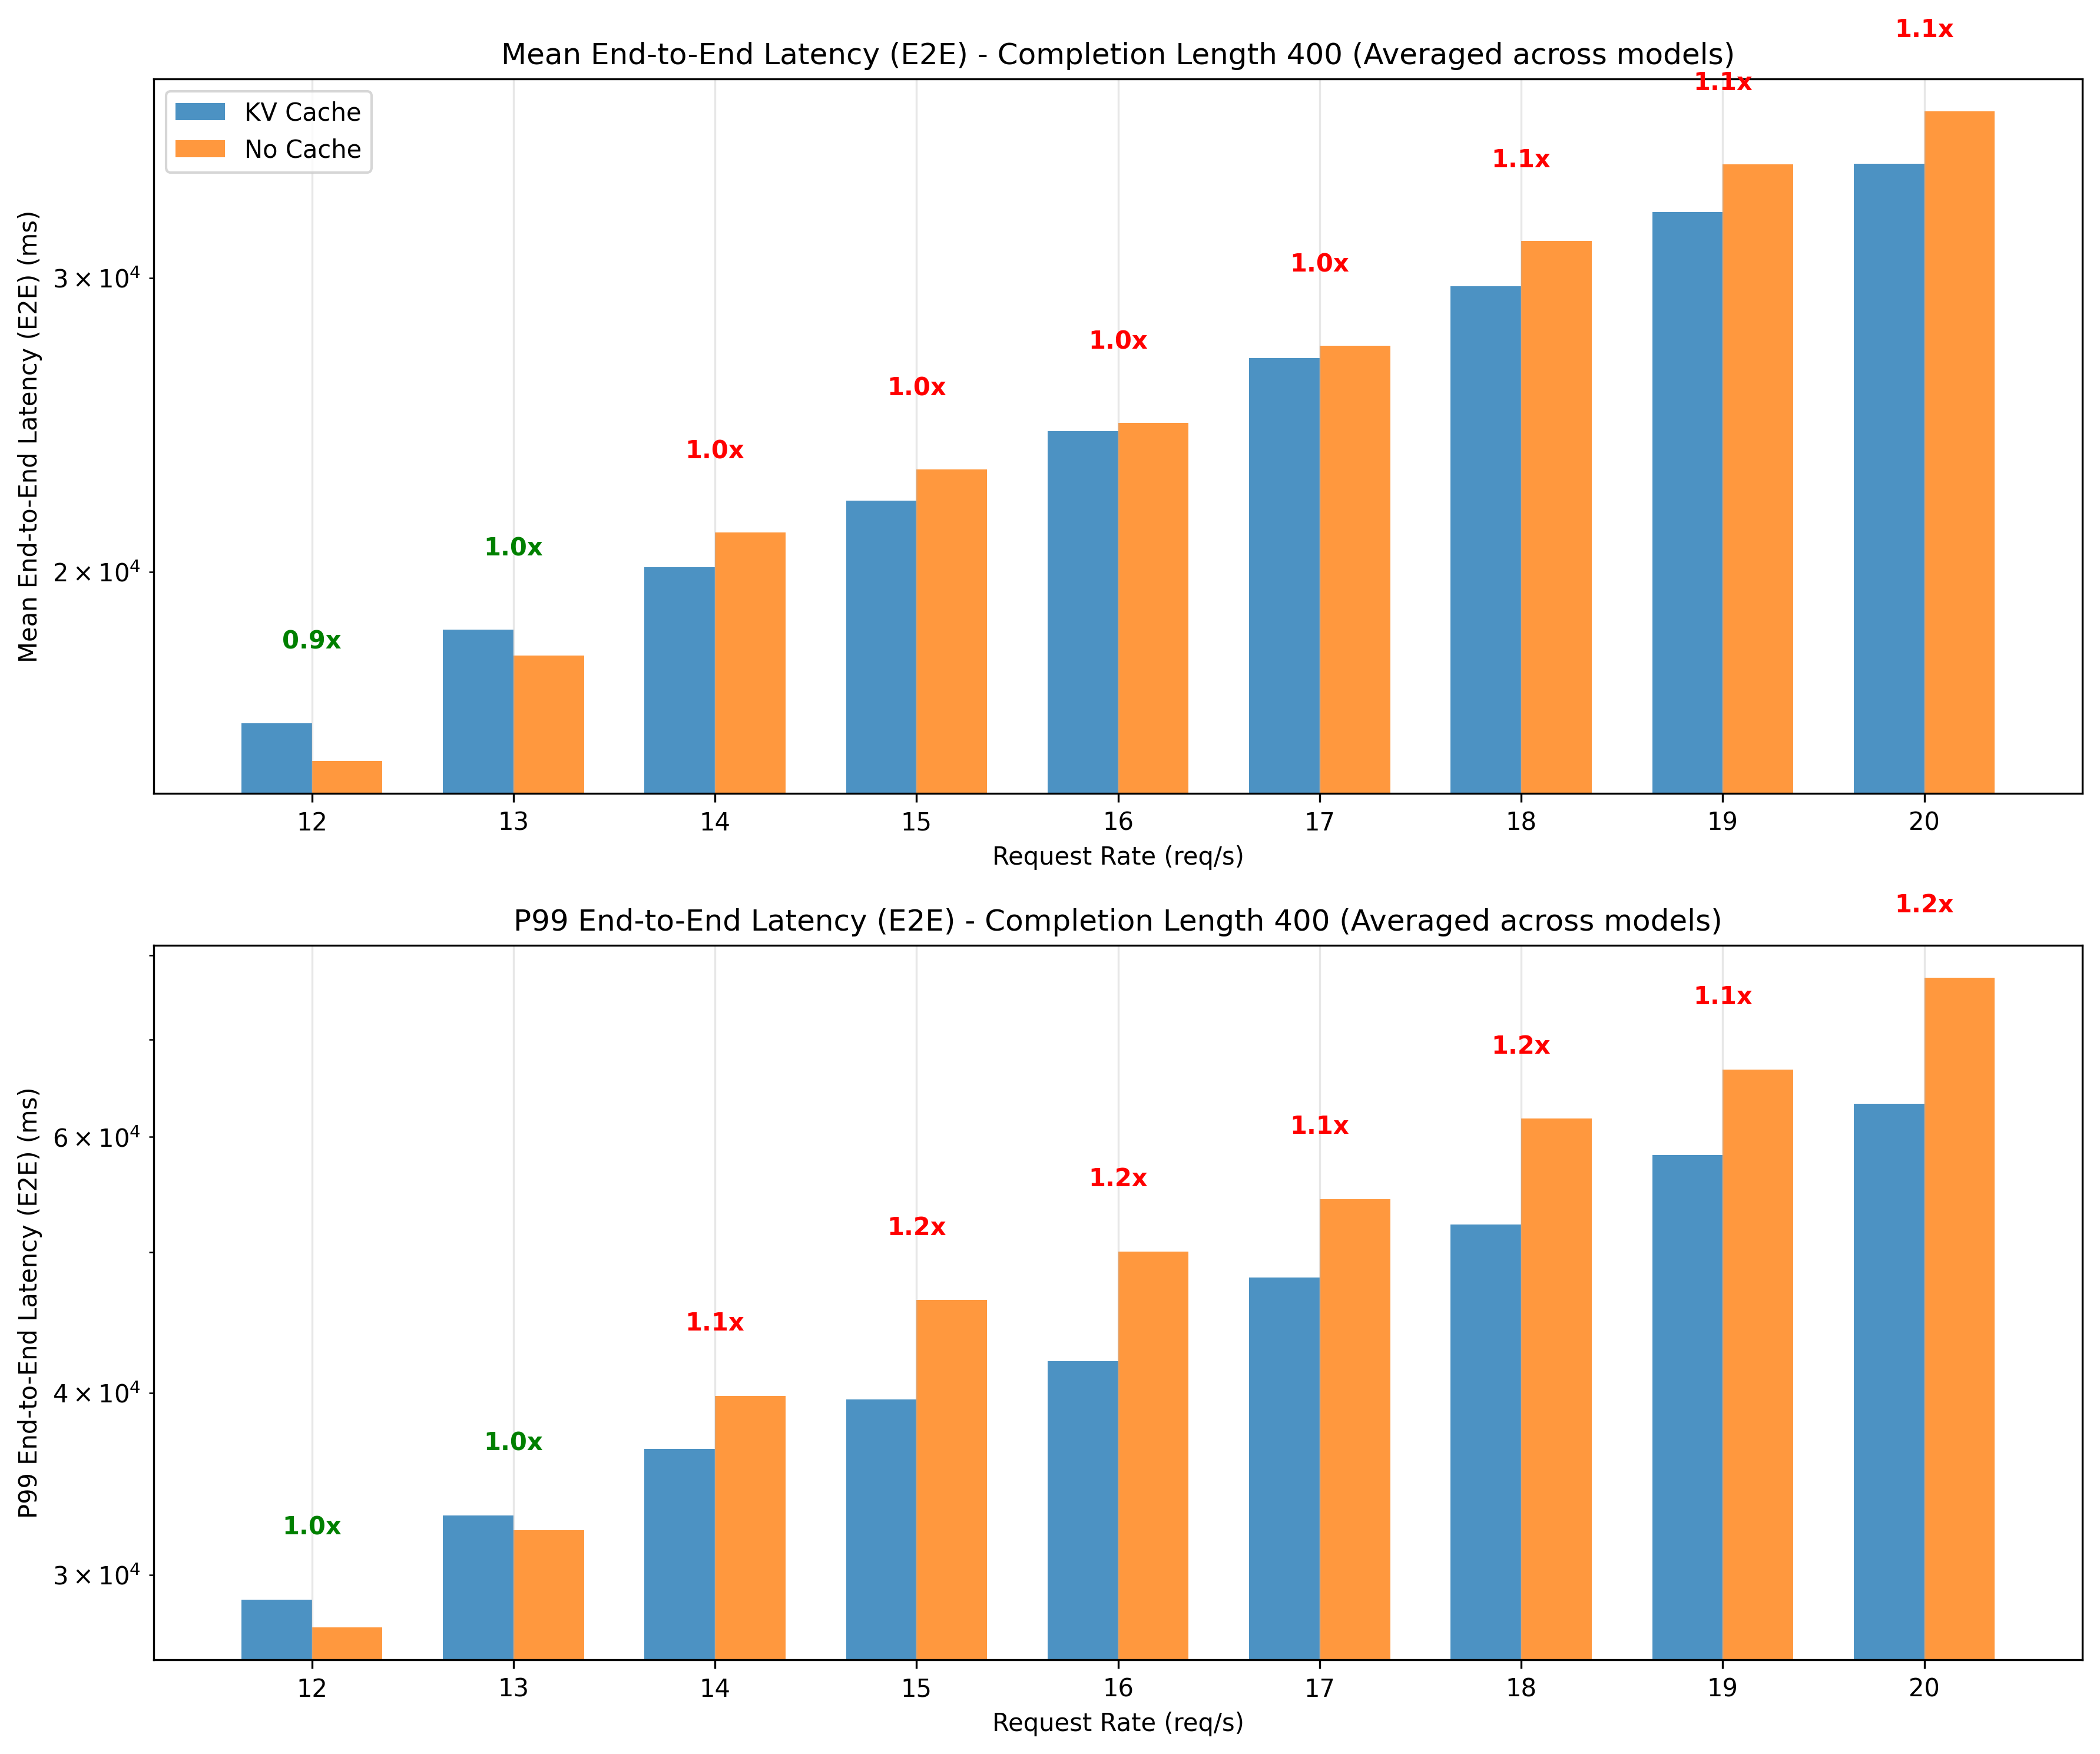 1.1x
Mean End-to-End Latency (E2E) - Completion Length 400 (Averaged across models)
KV Cache
No Cache
1.1x
1.1x
1.0x
1.0x
1.0x
1.0x
1.0x
0.9x
Mean End-to-End Latency (E2E) (ms)
3 × 10⁴
2 × 10⁴
12 13 14 15 16 17 18 19 20
Request Rate (req/s)
1.2x
P99 End-to-End Latency (E2E) - Completion Length 400 (Averaged across models)
1.1x
1.2x
1.1x
1.2x
1.2x
1.1x
1.0x
1.0x
P99 End-to-End Latency (E2E) (ms)
6 × 10⁴
4 × 10⁴
3 × 10⁴
12 13 14 15 16 17 18 19 20
Request Rate (req/s)